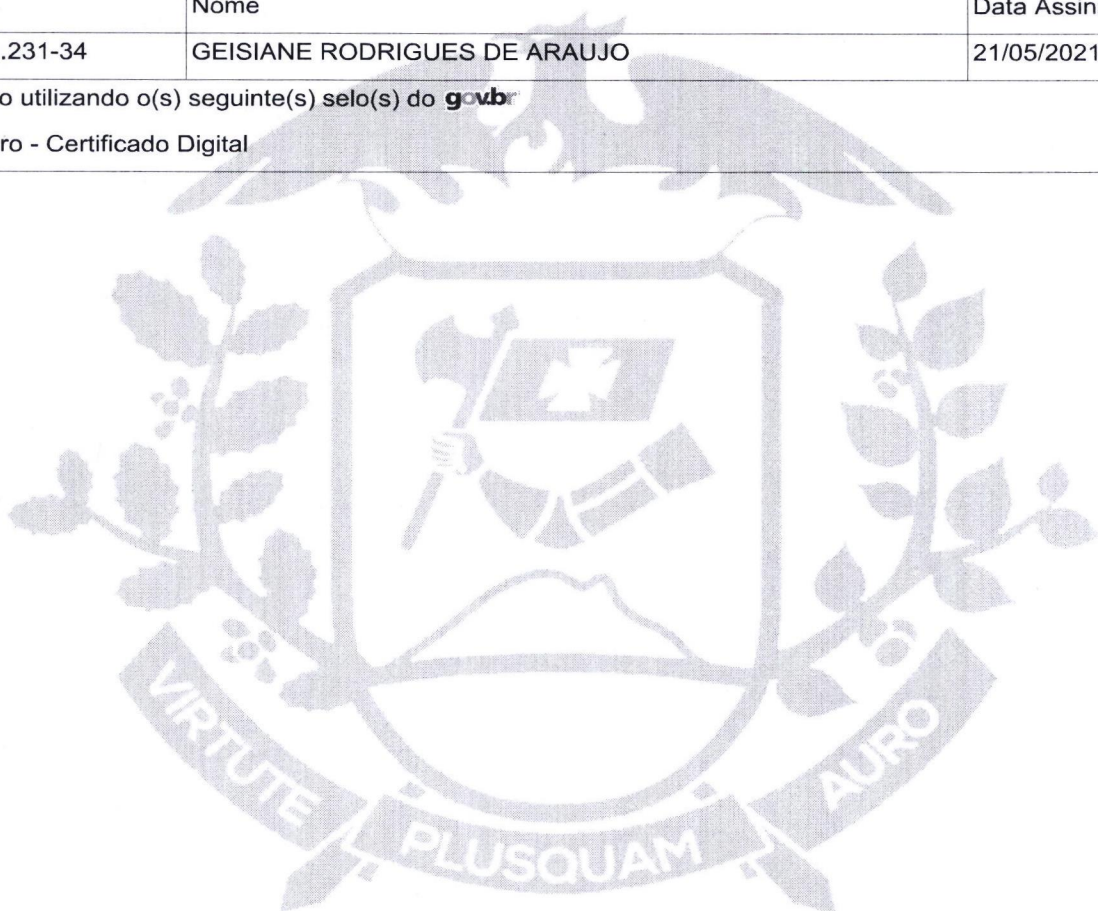 Nome Data Assin
.231-34 GEISIANE RODRIGUES DE ARAUJO 21/05/2021
o utilizando o(s) seguinte(s) selo(s) do gov.br
ro - Certificado Digital
VIRTUTE PLUSQUAM AURO